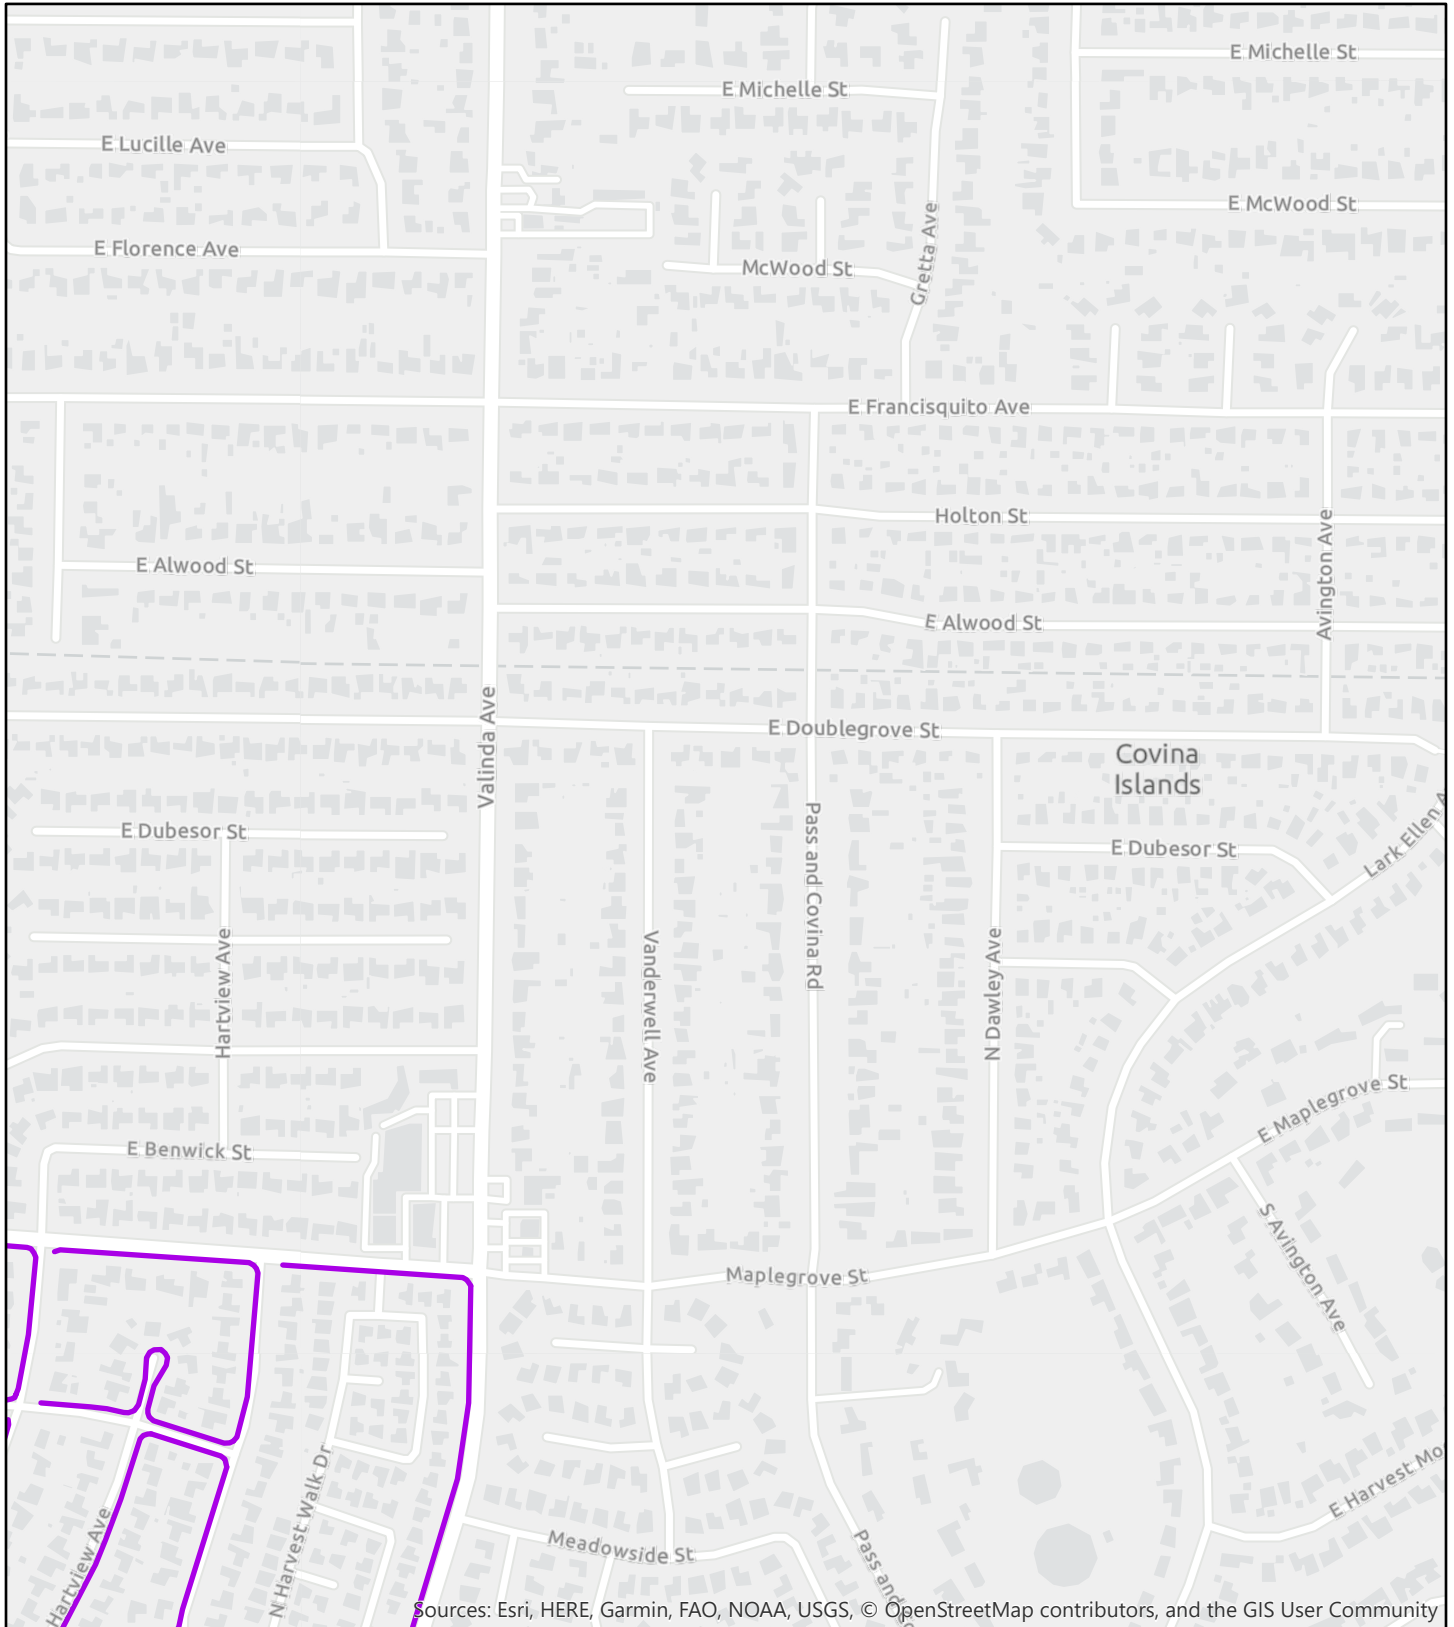 E Michelle St
E Michelle St
E Lucille Ave
E McWood St
E Florence Ave
Gretta Ave
McWood St
E Francisquito Ave
Holton St
E Alwood St
Avington Ave
E Alwood St
Valinda Ave
E Doublegrove St
Covina
Islands
E Dubesor St
Pass and Covina Rd
E Dubesor St
Lark Ellen A
Hartview Ave
Vanderwell Ave
N Dawley Ave
E Maplegrove St
E Benwick St
S Avington Ave
Maplegrove St
E Harvest Mo
N Harvest Walk Dr
Hartview Ave
Meadowside St
Pass and Co
Sources: Esri, HERE, Garmin, FAO, NOAA, USGS, © OpenStreetMap contributors, and the GIS User Community